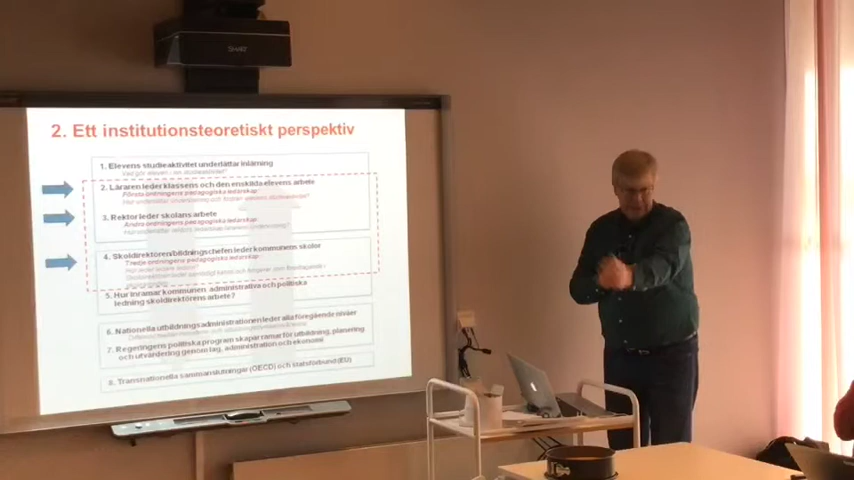 SMART
2. Ett institutionsteoretiskt perspektiv
1. Elevens studieaktivitet underlättar inlärning
2. Läraren leder klassens och den enskilda elevens arbete
Första ordningens pedagogiska ledarskap
3. Rektor leder skolans arbete
Andra ordningens pedagogiska ledarskap
4. Skoldirektören/bildningschefen leder kommunens skolor
Tredje ordningens pedagogiska ledarskap
5. Hur inramar kommunens administrativa och politiska
ledning skoldirektörens arbete?
6. Nationella utbildningsadministrationen leder alla föregående nivåer
7. Regeringens politiska program skapar ramar för utbildning, planering
och utvärdering genom lag, administration och ekonomi
8. Transnationella sammanslutningar (OECD) och statsförbund (EU)